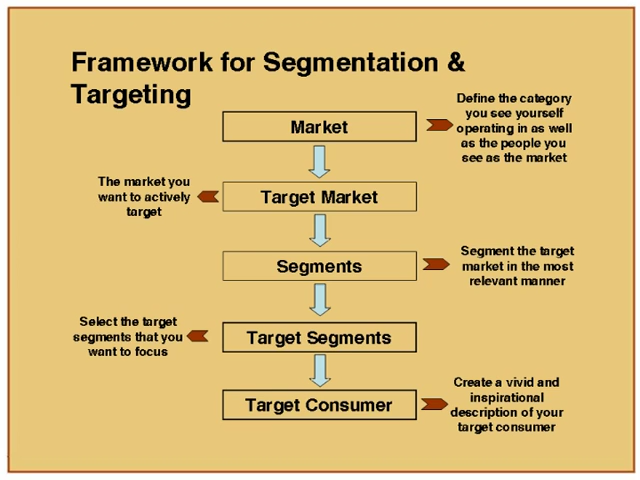 Framework for Segmentation &
Targeting
Market
Define the category
you see yourself
operating in as well
as the people you
see as the market
The market you
want to actively
target
Target Market
Segments
Segment the target
market in the most
relevant manner
Select the target
segments that you
want to focus
Target Segments
Target Consumer
Create a vivid and
inspirational
description of your
target consumer